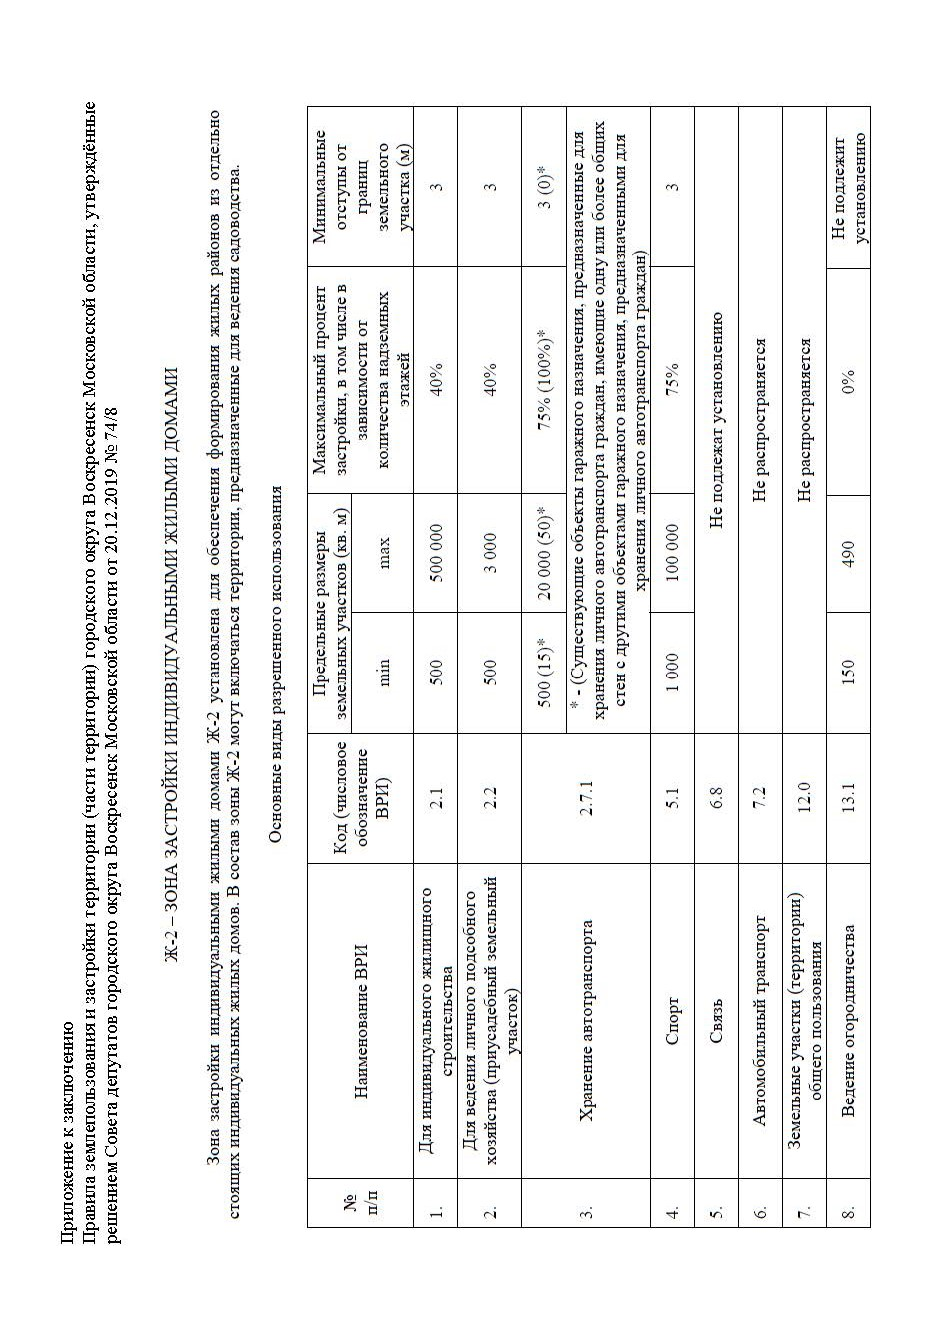 Приложение к заключению
Правила землепользования и застройки территории (части территории) городского округа Воскресенск Московской области, утверждённые
решением Совета депутатов городского округа Воскресенск Московской области от 20.12.2019 № 74/8
Ж-2 – ЗОНА ЗАСТРОЙКИ ИНДИВИДУАЛЬНЫМИ ЖИЛЫМИ ДОМАМИ
Зона застройки индивидуальными жилыми домами Ж-2 установлена для обеспечения формирования жилых районов из отдельно
стоящих индивидуальных жилых домов. В состав зоны Ж-2 могут включаться территории, предназначенные для ведения садоводства.
Основные виды разрешенного использования
№
п/п
Наименование ВРИ
Код (числовое
обозначение
ВРИ)
Предельные размеры
земельных участков (кв. м)
min
max
Максимальный процент
застройки, в том числе в
зависимости от
количества надземных
этажей
Минимальные
отступы от
границ
земельного
участка (м)
1.
Для индивидуального жилищного
строительства
2.1
500
500 000
40%
3
2.
Для ведения личного подсобного
хозяйства (приусадебный земельный
участок)
2.2
500
3 000
40%
3
3.
Хранение автотранспорта
2.7.1
500 (15)*
20 000 (50)*
75% (100%)*
3 (0)*
* - (Существующие объекты гаражного назначения, предназначенные для
хранения личного автотранспорта граждан, имеющие одну или более общих
стен с другими объектами гаражного назначения, предназначенными для
хранения личного автотранспорта граждан)
4.
Спорт
5.1
1 000
100 000
75%
3
5.
Связь
6.8
Не подлежат установлению
6.
Автомобильный транспорт
7.2
Не распространяется
7.
Земельные участки (территории)
общего пользования
12.0
Не распространяется
8.
Ведение огородничества
13.1
150
490
0%
Не подлежит
установлению